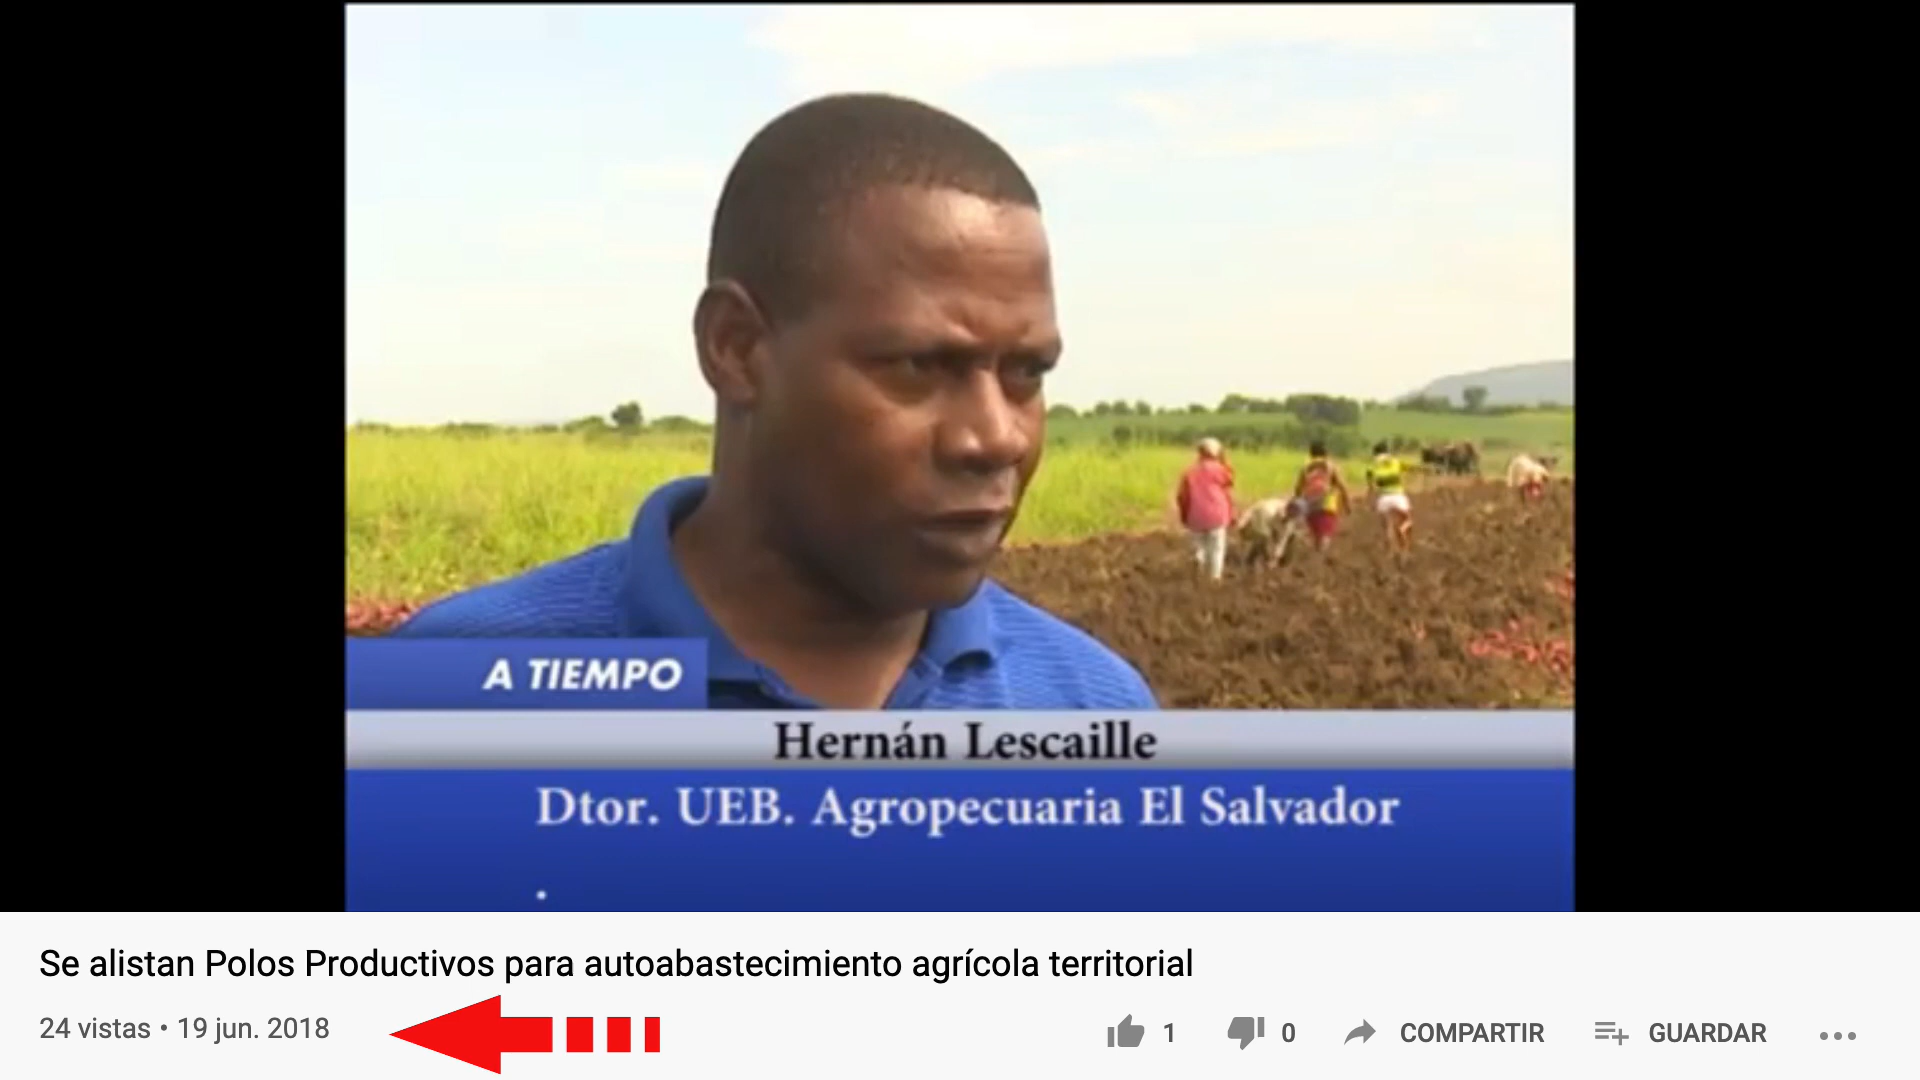 A TIEMPO
Hernán Lescaille
Dtor. UEB. Agropecuaria El Salvador
.
Se alistan Polos Productivos para autoabastecimiento agrícola territorial
24 vistas • 19 jun. 2018
1
0
COMPARTIR
GUARDAR